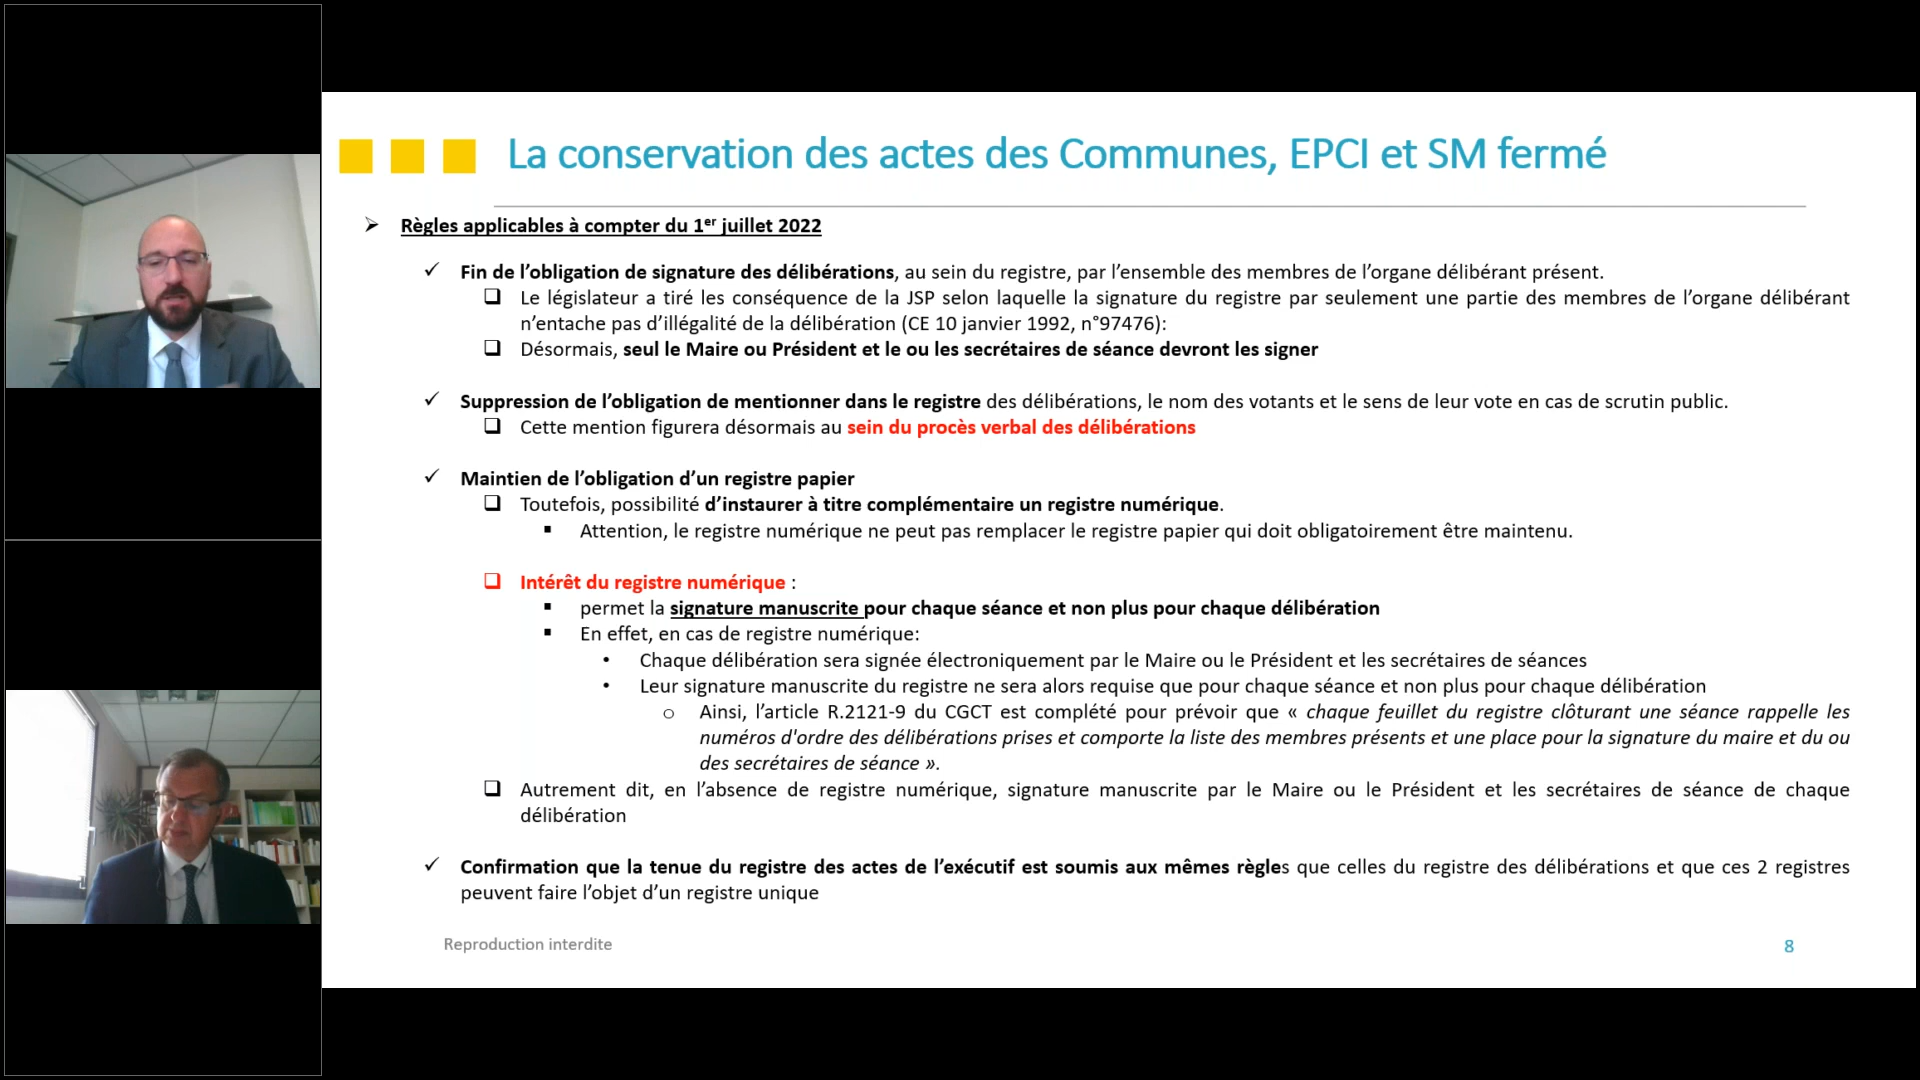 La conservation des actes des Communes, EPCI et SM fermé
Règles applicables à compter du 1er juillet 2022
Fin de l’obligation de signature des délibérations, au sein du registre, par l’ensemble des membres de l’organe délibérant présent.
Le législateur a tiré les conséquence de la JSP selon laquelle la signature du registre par seulement une partie des membres de l’organe délibérant
n’entache pas d’illégalité de la délibération (CE 10 janvier 1992, n°97476):
Désormais, seul le Maire ou Président et le ou les secrétaires de séance devront les signer
Suppression de l’obligation de mentionner dans le registre des délibérations, le nom des votants et le sens de leur vote en cas de scrutin public.
Cette mention figurera désormais au sein du procès verbal des délibérations
Maintien de l’obligation d’un registre papier
Toutefois, possibilité d’instaurer à titre complémentaire un registre numérique.
Attention, le registre numérique ne peut pas remplacer le registre papier qui doit obligatoirement être maintenu.
Intérêt du registre numérique :
permet la signature manuscrite pour chaque séance et non plus pour chaque délibération
En effet, en cas de registre numérique:
Chaque délibération sera signée électroniquement par le Maire ou le Président et les secrétaires de séances
Leur signature manuscrite du registre ne sera alors requise que pour chaque séance et non plus pour chaque délibération
Ainsi, l’article R.2121-9 du CGCT est complété pour prévoir que « chaque feuillet du registre clôturant une séance rappelle les
numéros d'ordre des délibérations prises et comporte la liste des membres présents et une place pour la signature du maire et du ou
des secrétaires de séance ».
Autrement dit, en l’absence de registre numérique, signature manuscrite par le Maire ou le Président et les secrétaires de séance de chaque
délibération
Confirmation que la tenue du registre des actes de l’exécutif est soumis aux mêmes règles que celles du registre des délibérations et que ces 2 registres
peuvent faire l’objet d’un registre unique
Reproduction interdite
8